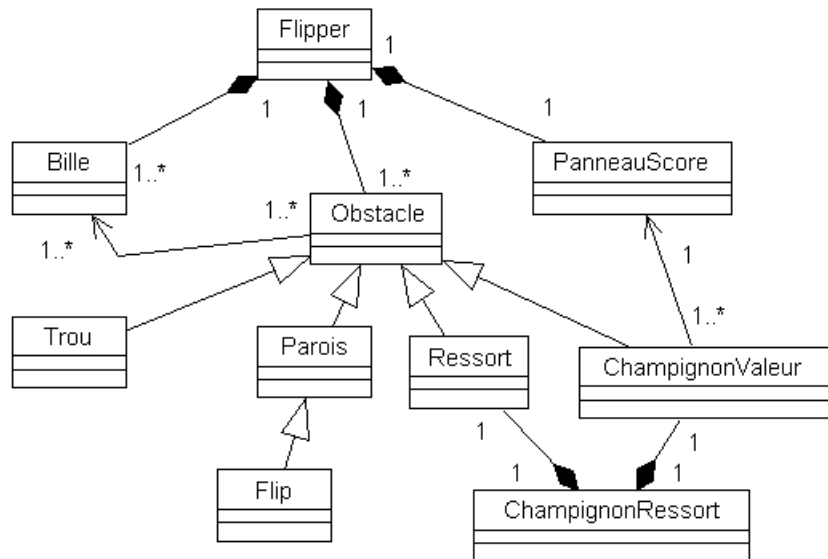 Flipper
1
1
1
1
Bille
PanneauScore
1..*
1..*
1..*
Obstacle
1..*
1
1..*
Trou
Parois
Ressort
ChampignonValeur
1
1
1
1
Flip
ChampignonRessort